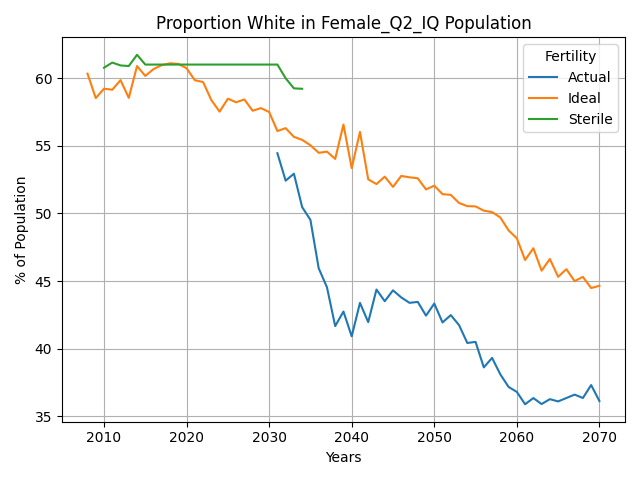 Proportion White in Female_Q2_IQ Population
Fertility
Actual
Ideal
Sterile
% of Population
60
55
50
45
40
35
2010
2020
2030
2040
2050
2060
2070
Years